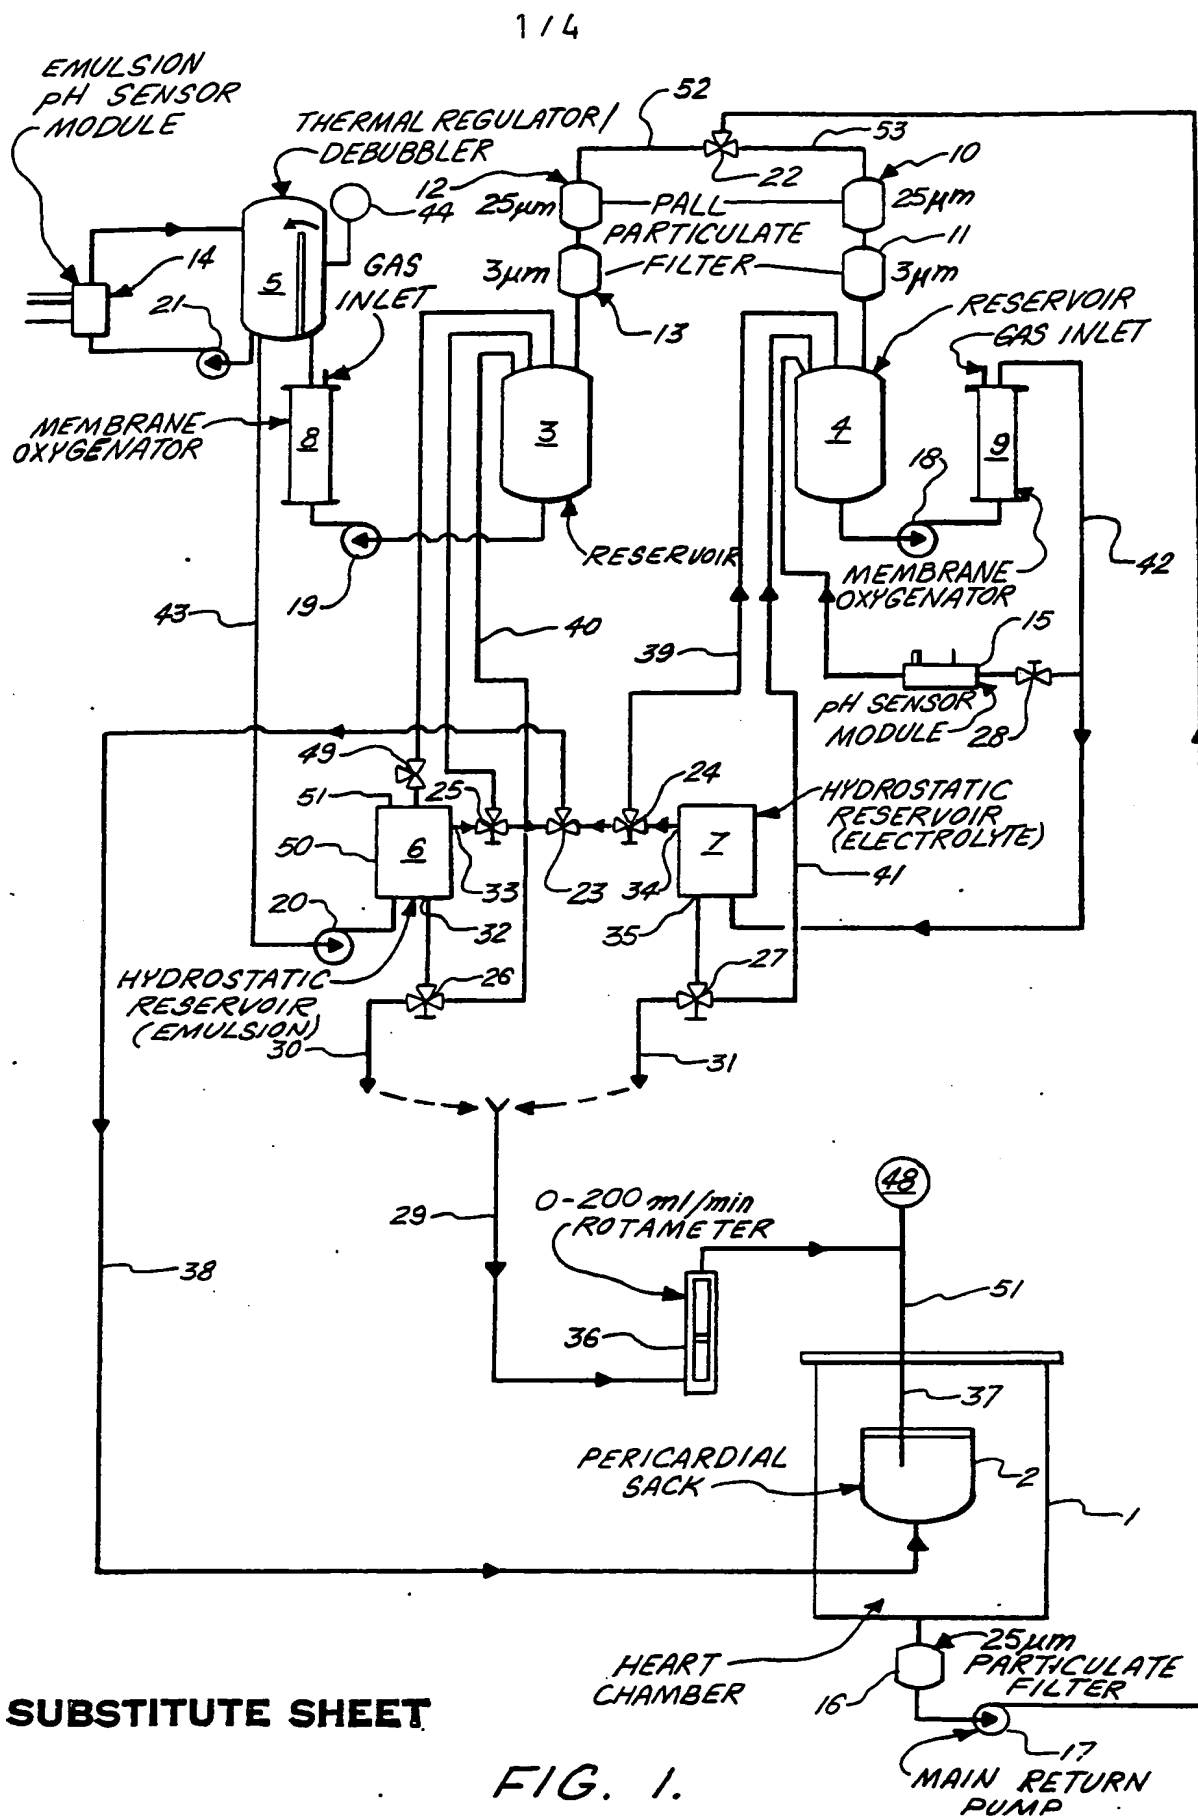 1/4
EMULSION
pH SENSOR
MODULE
THERMAL REGULATOR/
DEBUBBLER
52
53
22
12
44
25μm
PALL
25μm
10
PARTICULATE
11
3μm
FILTER
3μm
13
14
21
5
GAS
INLET
RESERVOIR
GAS INLET
MEMBRANE
OXYGENATOR
8
3
4
9
18
19
RESERVOIR
MEMBRANE
OXYGENATOR
42
43
40
39
15
pH SENSOR
MODULE
28
49
51
25
24
HYDROSTATIC
RESERVOIR
(ELECTROLYTE)
50
6
7
33
23
34
41
20
32
35
HYDROSTATIC
RESERVOIR
(EMULSION)
26
27
30
31
29
0-200 ml/min
ROTAMETER
48
38
51
36
37
PERICARDIAL
SACK
2
1
HEART
CHAMBER
25μm
PARTICULATE
FILTER
16
17
MAIN RETURN
PUMP
SUBSTITUTE SHEET
FIG. 1.